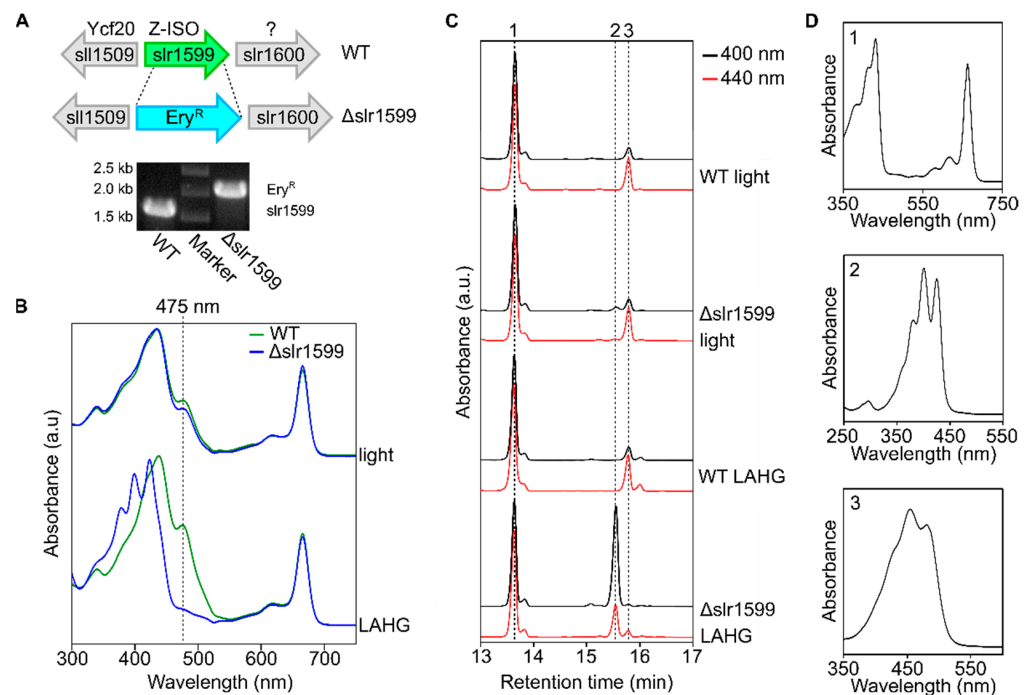 A
Ycf20 Z-ISO ?
sll1509 slr1599 slr1600 WT
sll1509 Ery^R slr1600 Δslr1599
2.5 kb
2.0 kb
1.5 kb
Ery^R
slr1599
WT
Marker
Δslr1599
B
475 nm
WT
Δslr1599
light
LAHG
Absorbance (a.u)
300 400 500 600 700
Wavelength (nm)
C
1 2 3
400 nm
440 nm
WT light
Δslr1599
light
WT LAHG
Δslr1599
LAHG
Absorbance (a.u.)
13 14 15 16 17
Retention time (min)
D
1
Absorbance
350 550 750
Wavelength (nm)
2
Absorbance
250 350 450 550
Wavelength (nm)
3
Absorbance
350 450 550
Wavelength (nm)